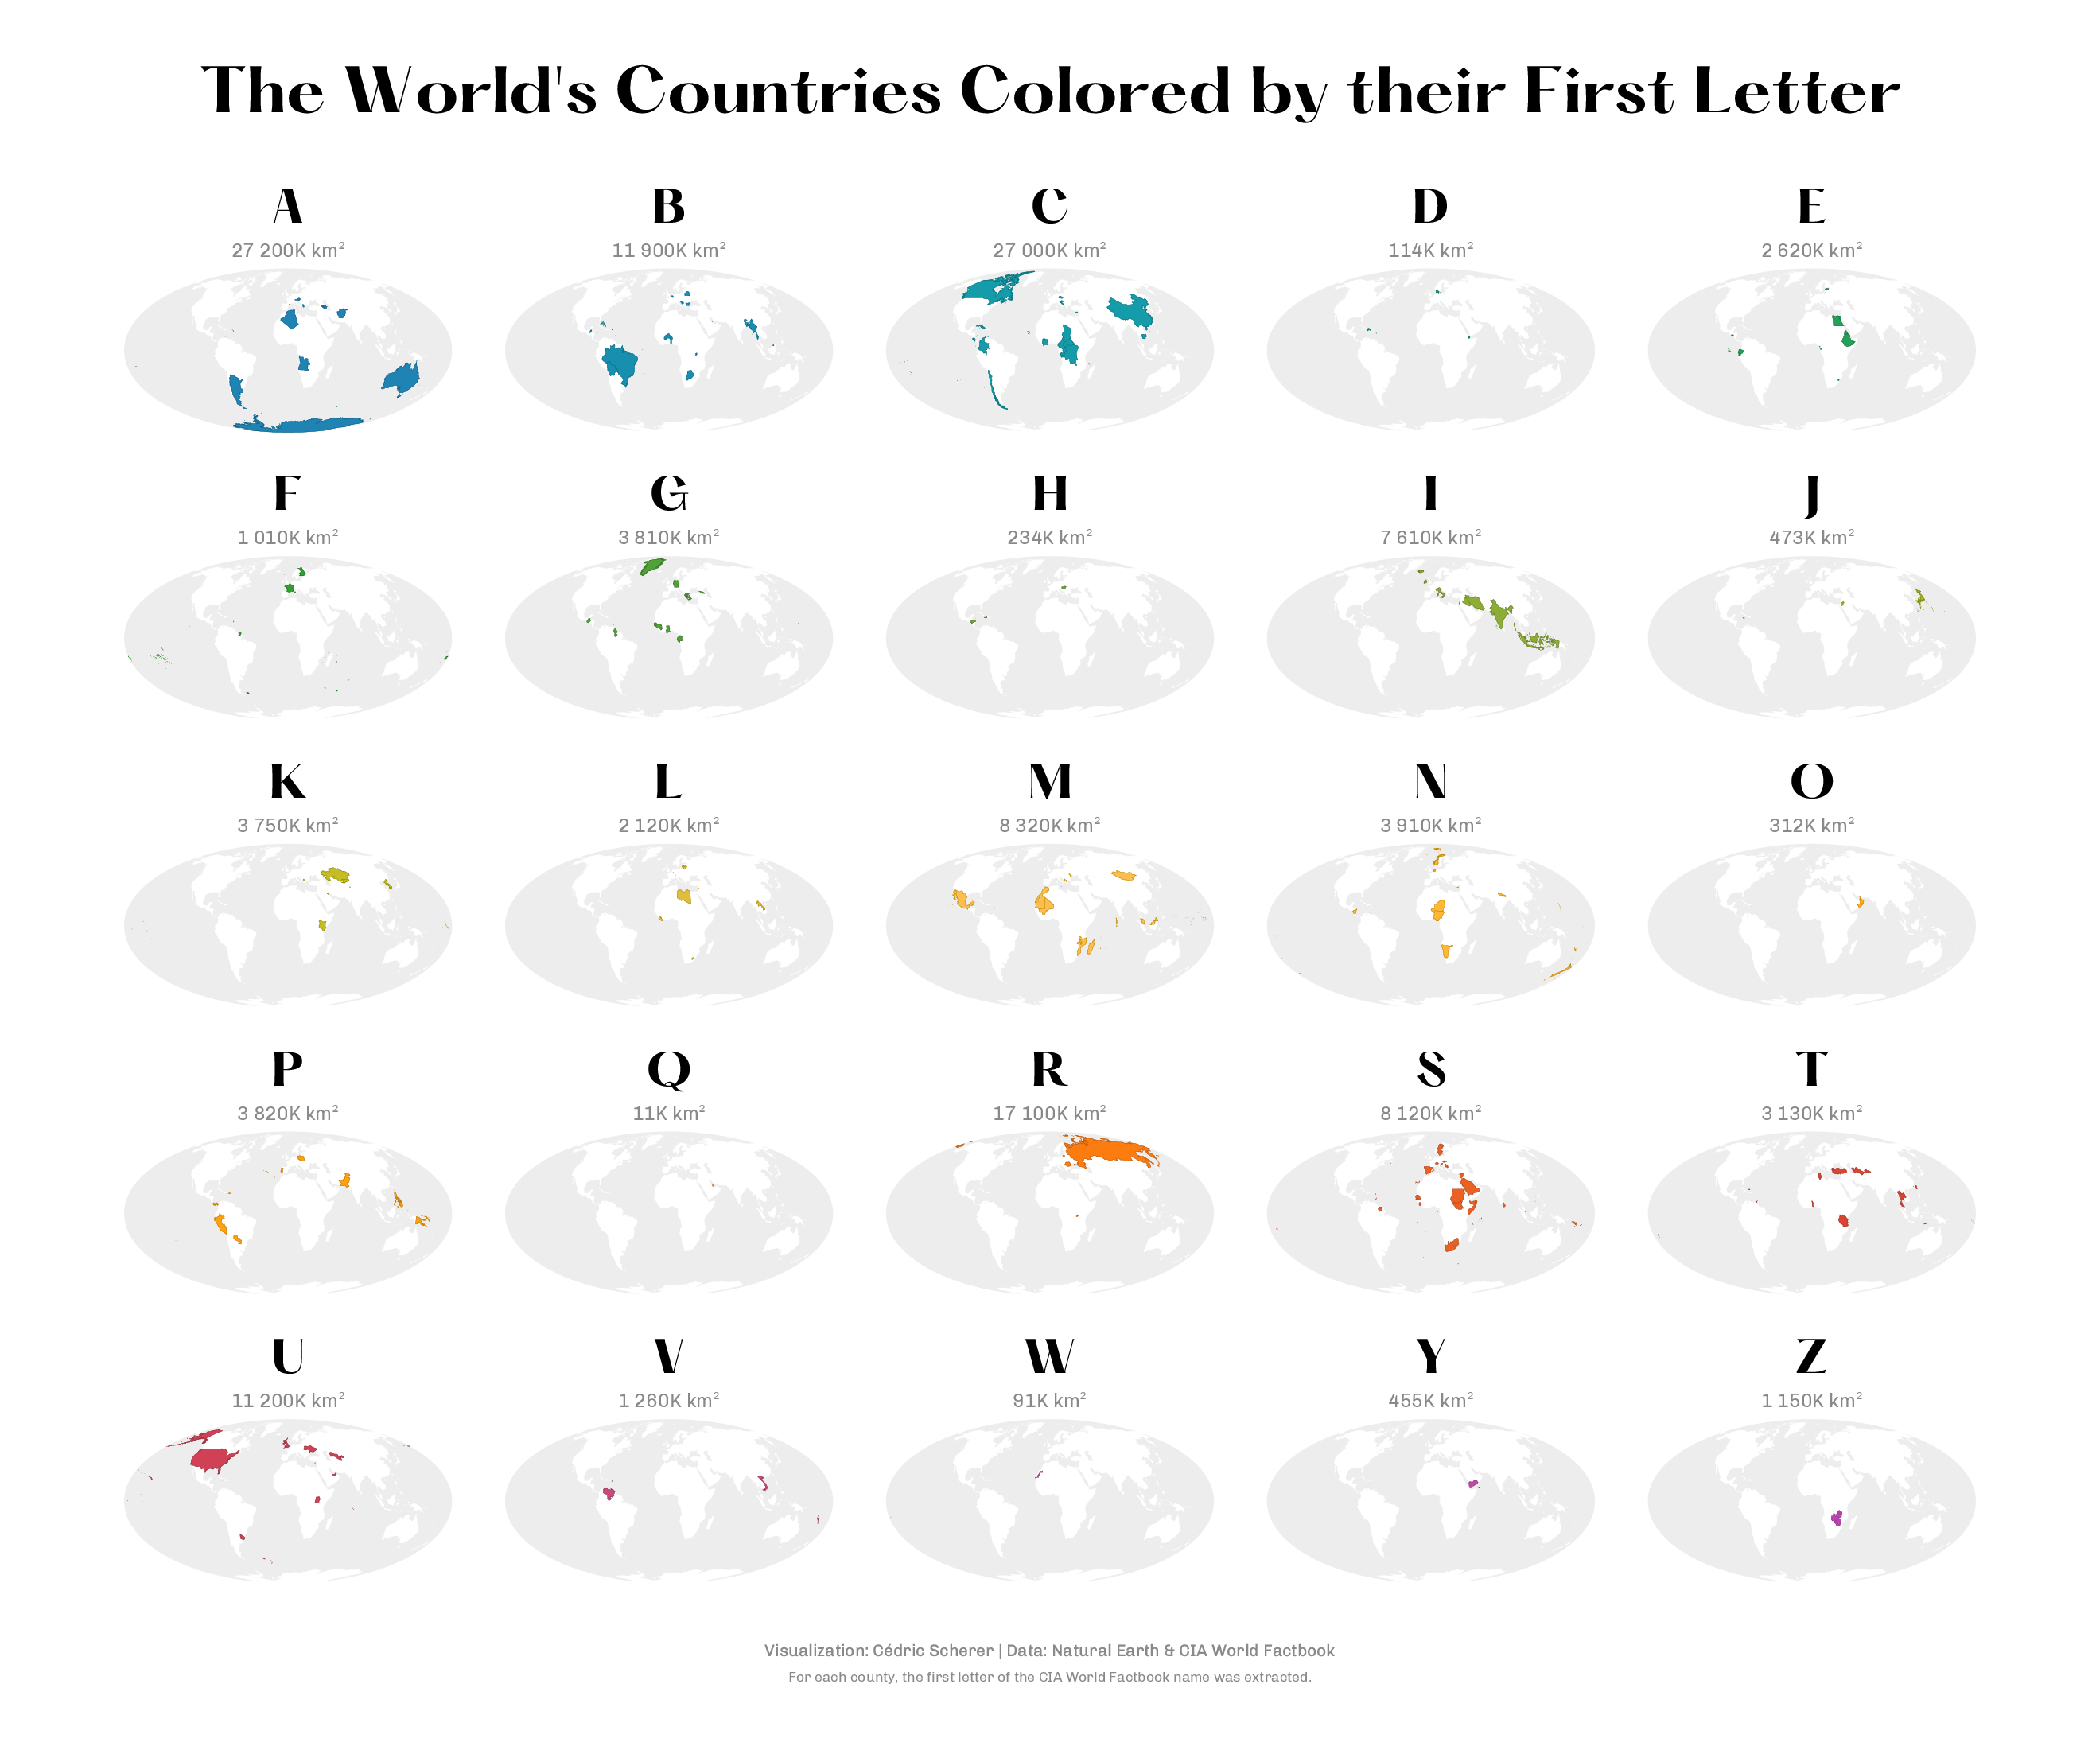 The World's Countries Colored by their First Letter
A B C D E
27 200K km² 11 900K km² 27 000K km² 114K km² 2 620K km²
F G H I J
1 010K km² 3 810K km² 234K km² 7 610K km² 473K km²
K L M N O
3 750K km² 2 120K km² 8 320K km² 3 910K km² 312K km²
P Q R S T
3 820K km² 11K km² 17 100K km² 8 120K km² 3 130K km²
U V W Y Z
11 200K km² 1 260K km² 91K km² 455K km² 1 150K km²
Visualization: Cédric Scherer | Data: Natural Earth & CIA World Factbook
For each county, the first letter of the CIA World Factbook name was extracted.